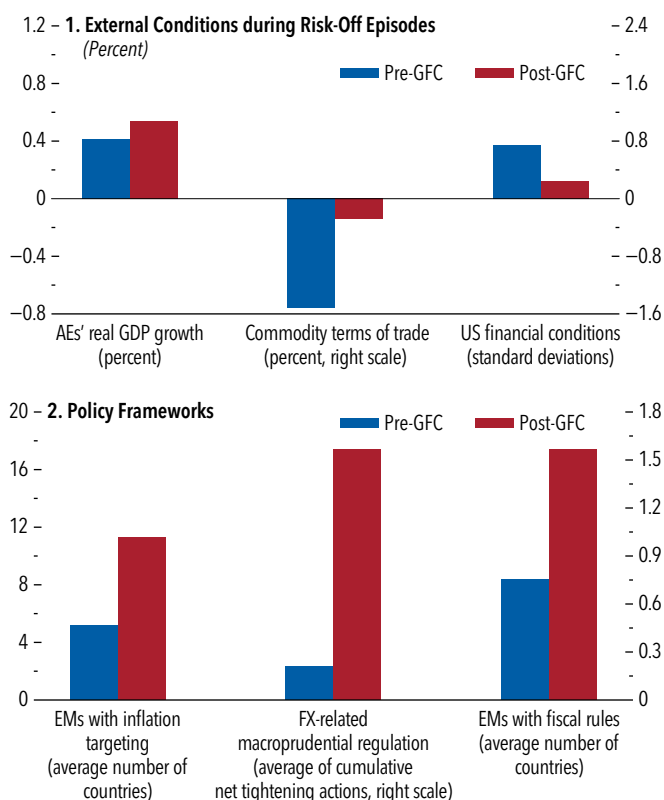 1. External Conditions during Risk-Off Episodes
(Percent)
Pre-GFC Post-GFC
1.2
0.8
0.4
0
−0.4
−0.8
2.4
1.6
0.8
0
−0.8
−1.6
AEs' real GDP growth
(percent)
Commodity terms of trade
(percent, right scale)
US financial conditions
(standard deviations)
2. Policy Frameworks
Pre-GFC Post-GFC
20
16
12
8
4
0
1.8
1.5
1.2
0.9
0.6
0.3
0
EMs with inflation
targeting
(average number of
countries)
FX-related
macroprudential regulation
(average of cumulative
net tightening actions, right scale)
EMs with fiscal rules
(average number of
countries)